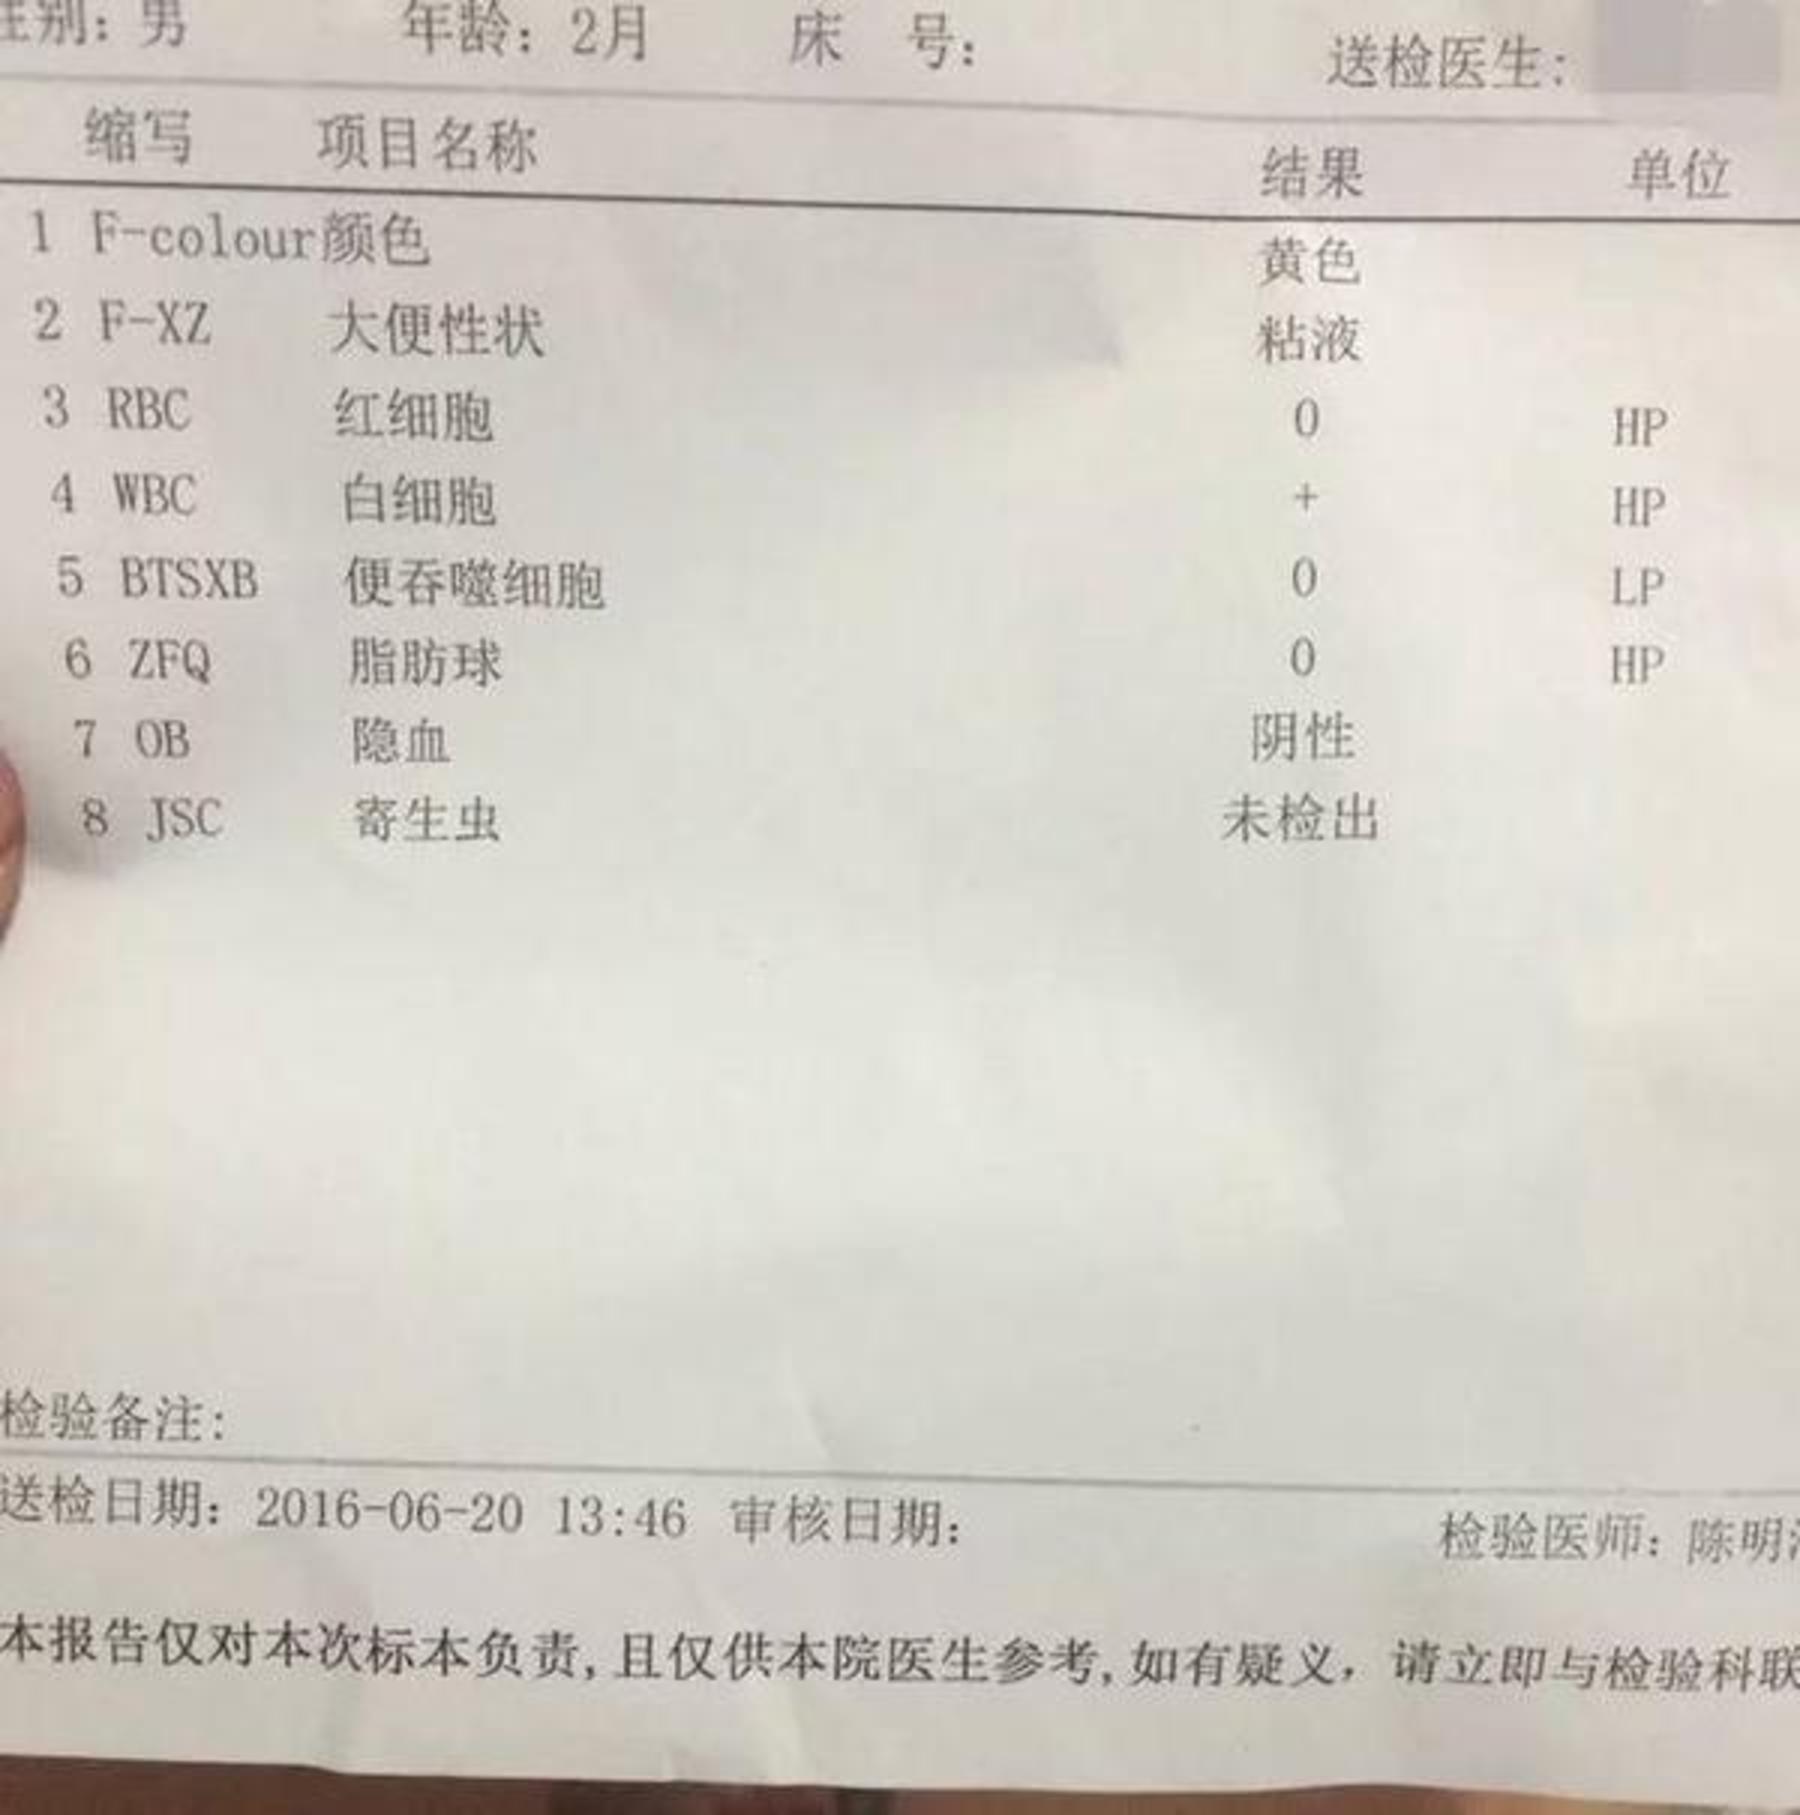 性别：男 年龄：2月 床 号： 送检医生：
缩写 项目名称 结果 单位
1 F-colour颜色 黄色
2 F-XZ 大便性状 粘液
3 RBC 红细胞 0 HP
4 WBC 白细胞 + HP
5 BTSXB 便吞噬细胞 0 LP
6 ZFQ 脂肪球 0 HP
7 OB 隐血 阴性
8 JSC 寄生虫 未检出
检验备注：
送检日期：2016-06-20 13:46 审核日期： 检验医师：陈明
本报告仅对本次标本负责,且仅供本院医生参考,如有疑义，请立即与检验科联